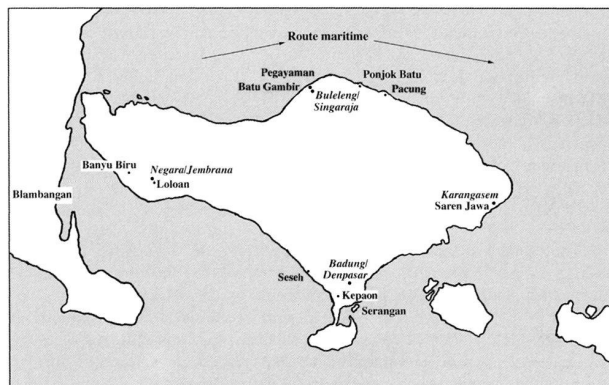 Route maritime
Pegayaman
Batu Gambir
Buleleng/
Singaraja
Ponjok Batu
Pacung
Banyu Biru
Negara/Jembrana
Loloan
Blambangan
Karangasem
Saren Jawa
Badung/
Denpasar
Seseh
Kepaon
Serangan